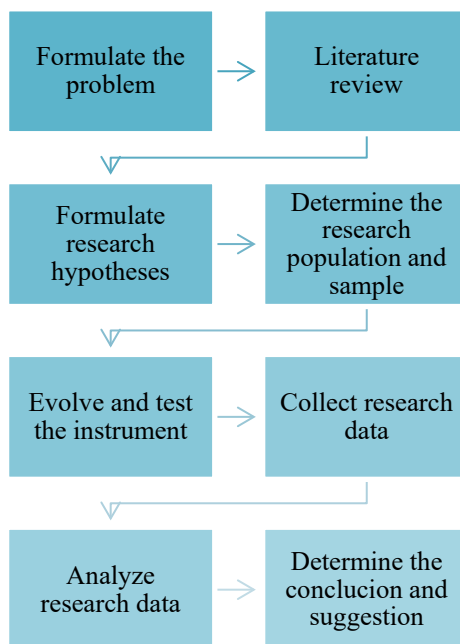 Formulate the
problem
Literature
review
Formulate
research
hypotheses
Determine the
research
population and
sample
Evolve and test
the instrument
Collect research
data
Analyze
research data
Determine the
conclucion and
suggestion